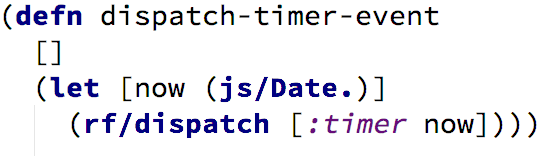 (defn dispatch-timer-event
  []
  (let [now (js/Date.)]
    (rf/dispatch [:timer now])))